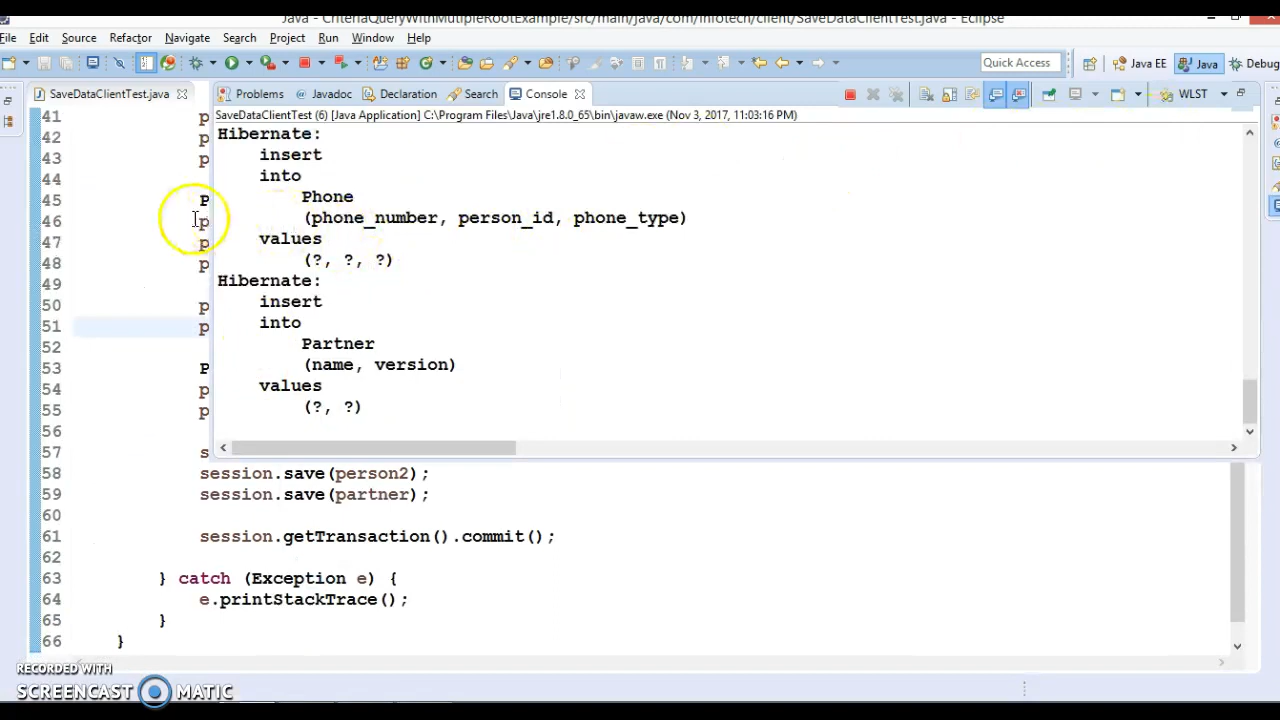 Java - CriteriaQueryWithMutipleRootExample/src/main/java/com/infotech/client/SaveDataClientTest.java - Eclipse
File Edit Source Refactor Navigate Search Project Run Window Help
Quick Access Java EE Java Debug
SaveDataClientTest.java Problems Javadoc Declaration Search Console WLST
SaveDataClientTest (6) [Java Application] C:\Program Files\Java\jre1.8.0_65\bin\javaw.exe (Nov 3, 2017, 11:03:16 PM)
41 p
42 p Hibernate:
43 p insert
44 into
45 P Phone
46 p (phone_number, person_id, phone_type)
47 p values
48 p (?, ?, ?)
49 Hibernate:
50 p insert
51 p into
52 Partner
53 P (name, version)
54 p values
55 p (?, ?)
56
57 s
58 session.save(person2);
59 session.save(partner);
60
61 session.getTransaction().commit();
62
63 } catch (Exception e) {
64 e.printStackTrace();
65 }
66 }
RECORDED WITH
SCREENCAST MATIC